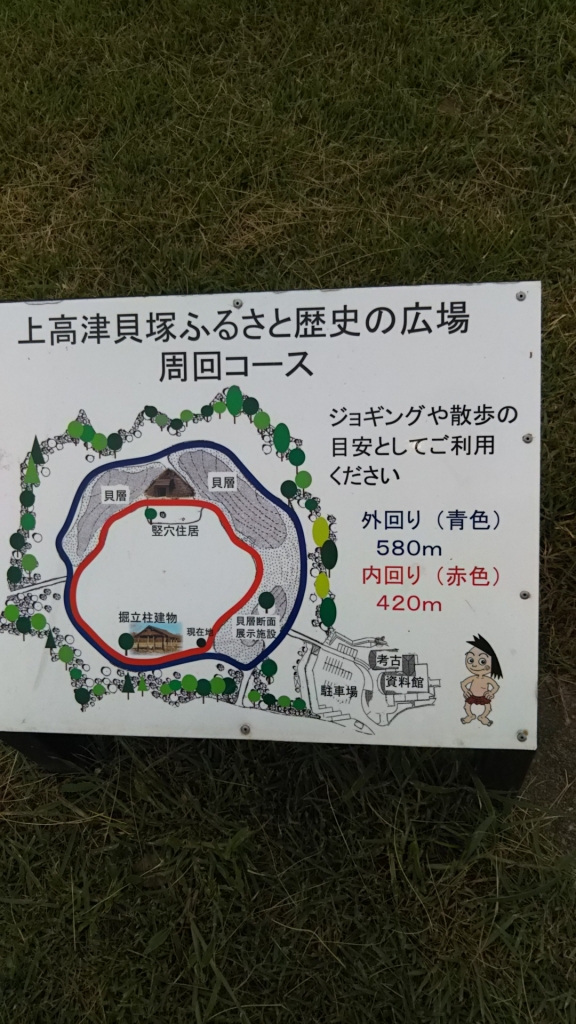 上高津貝塚ふるさと歴史の広場
周回コース
ジョギングや散歩の
目安としてご利用
ください
外回り（青色）
580m
内回り（赤色）
420m
貝層
貝層
竪穴住居
掘立柱建物
現在地
貝層断面
展示施設
駐車場
考古
資料館